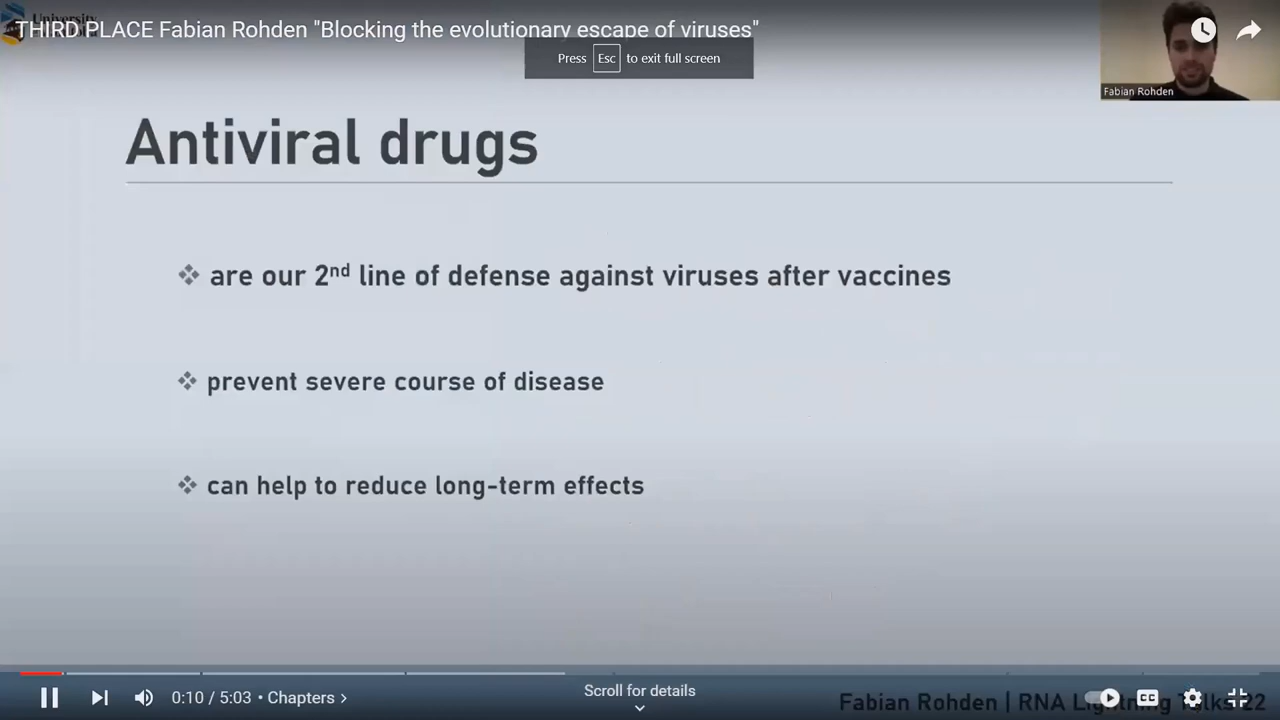 University
THIRD PLACE Fabian Rohden "Blocking the evolutionary escape of viruses"
Press Esc to exit full screen
Fabian Rohden
Antiviral drugs
❖ are our 2nd line of defense against viruses after vaccines
❖ prevent severe course of disease
❖ can help to reduce long-term effects
0:10 / 5:03 • Chapters >
Scroll for details
CC
Fabian Rohden | RNA Lightning Talks 22